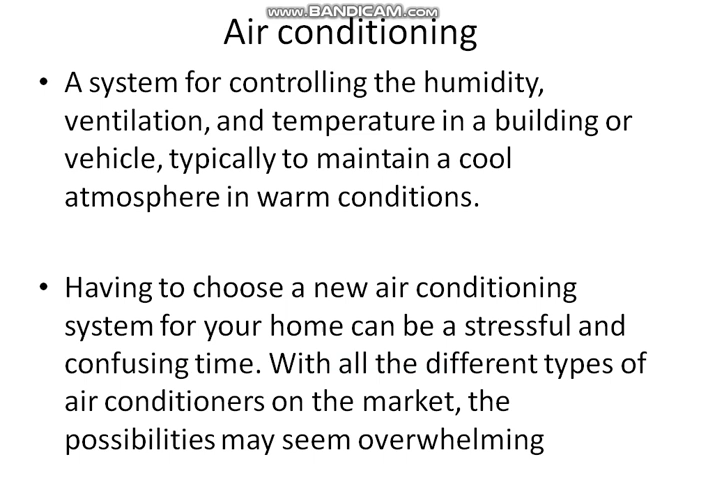 www.BANDICAM.com
Air conditioning
• A system for controlling the humidity,
ventilation, and temperature in a building or
vehicle, typically to maintain a cool
atmosphere in warm conditions.
• Having to choose a new air conditioning
system for your home can be a stressful and
confusing time. With all the different types of
air conditioners on the market, the
possibilities may seem overwhelming